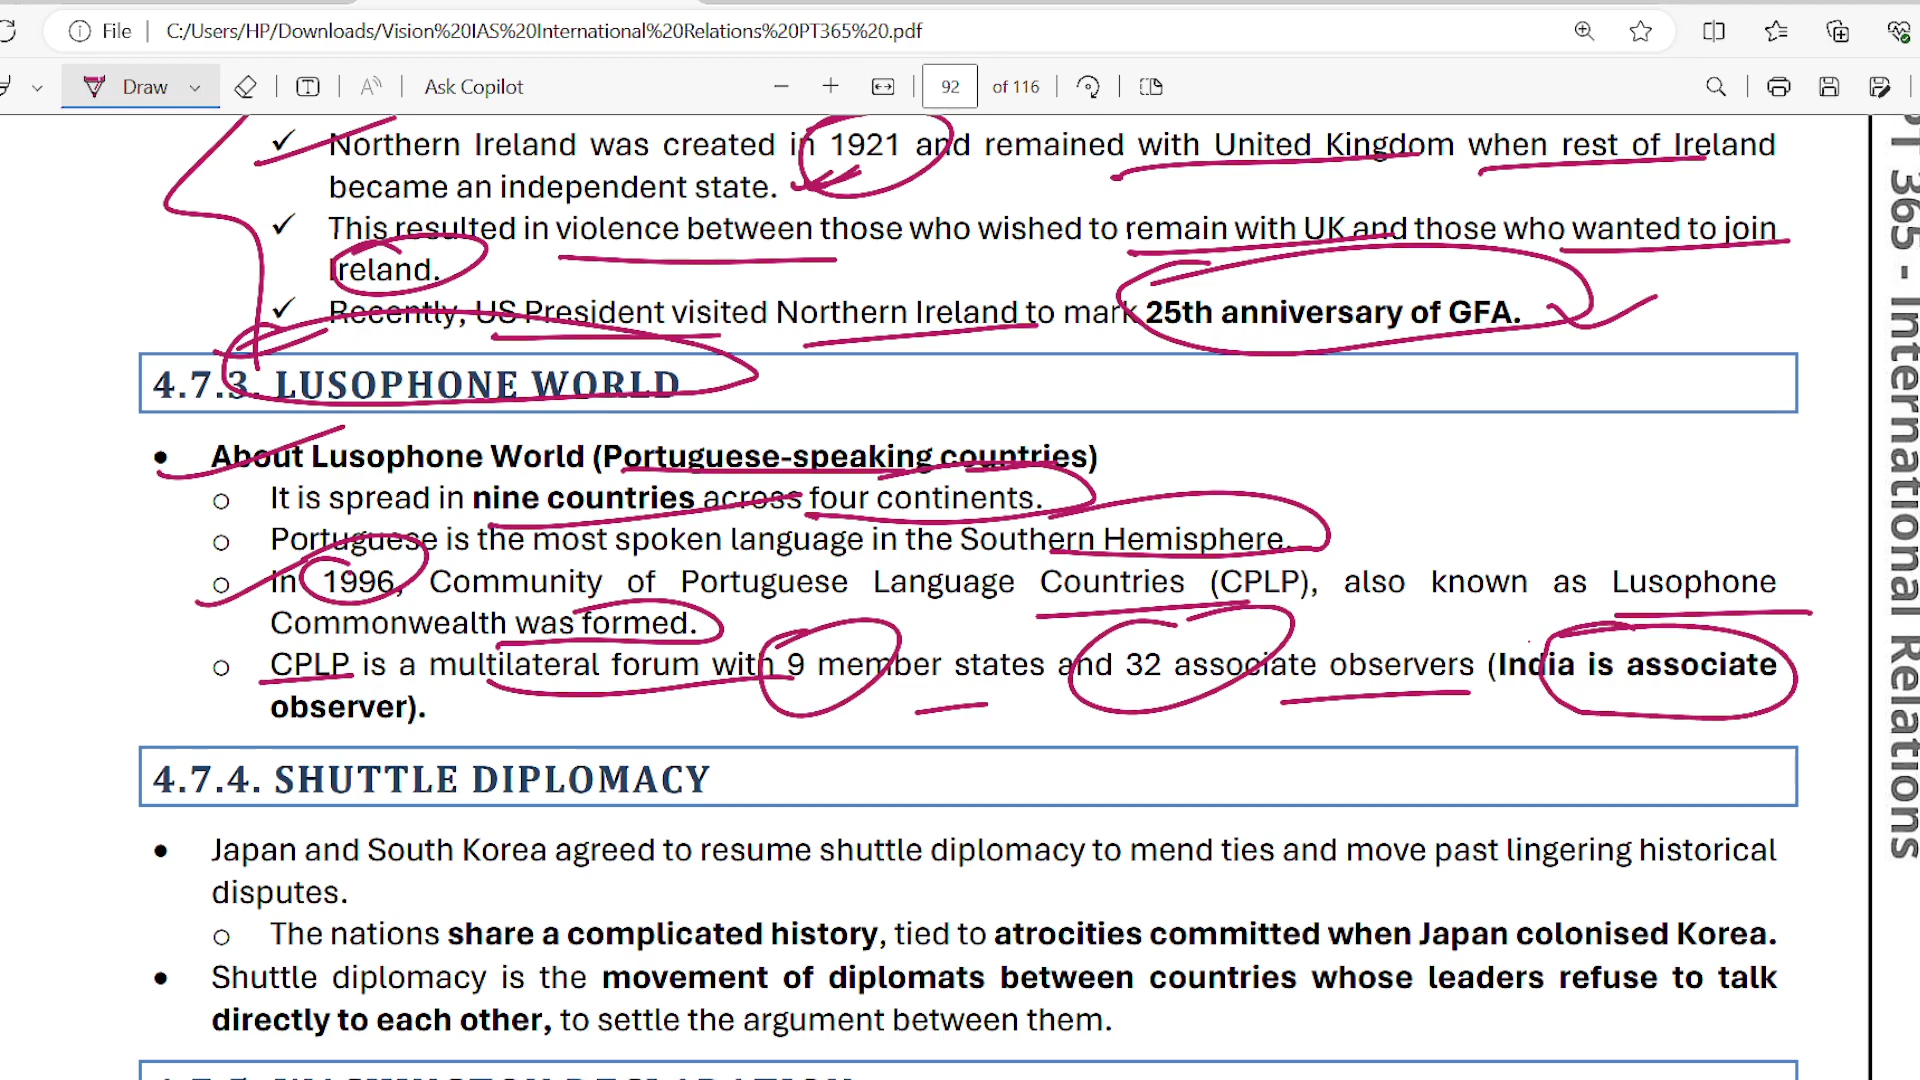 File | C:/Users/HP/Downloads/Vision%20IAS%20International%20Relations%20PT365%20.pdf
Draw Ask Copilot 92 of 116
Northern Ireland was created in 1921 and remained with United Kingdom when rest of Ireland
became an independent state.
This resulted in violence between those who wished to remain with UK and those who wanted to join
Ireland.
Recently, US President visited Northern Ireland to mark 25th anniversary of GFA.
4.7.3. LUSOPHONE WORLD
About Lusophone World (Portuguese-speaking countries)
It is spread in nine countries across four continents.
Portuguese is the most spoken language in the Southern Hemisphere.
In 1996, Community of Portuguese Language Countries (CPLP), also known as Lusophone
Commonwealth was formed.
CPLP is a multilateral forum with 9 member states and 32 associate observers (India is associate
observer).
4.7.4. SHUTTLE DIPLOMACY
Japan and South Korea agreed to resume shuttle diplomacy to mend ties and move past lingering historical
disputes.
The nations share a complicated history, tied to atrocities committed when Japan colonised Korea.
Shuttle diplomacy is the movement of diplomats between countries whose leaders refuse to talk
directly to each other, to settle the argument between them.
PT 365 - International Relations